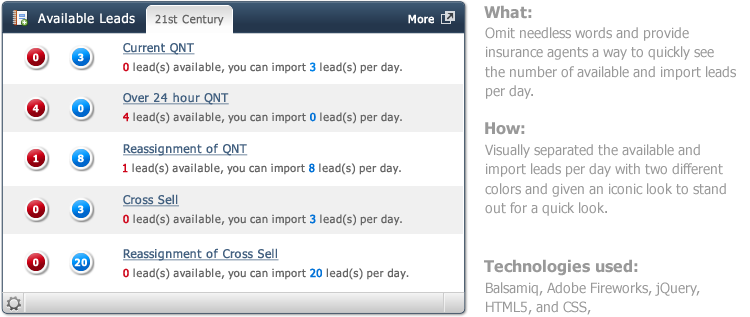 Available Leads
21st Century
More
0 3 Current QNT
0 lead(s) available, you can import 3 lead(s) per day.
4 0 Over 24 hour QNT
4 lead(s) available, you can import 0 lead(s) per day.
1 8 Reassignment of QNT
1 lead(s) available, you can import 8 lead(s) per day.
0 3 Cross Sell
0 lead(s) available, you can import 3 lead(s) per day.
0 20 Reassignment of Cross Sell
0 lead(s) available, you can import 20 lead(s) per day.
What:
Omit needless words and provide
insurance agents a way to quickly see
the number of available and import leads
per day.
How:
Visually separated the available and
import leads per day with two different
colors and given an iconic look to stand
out for a quick look.
Technologies used:
Balsamiq, Adobe Fireworks, jQuery,
HTML5, and CSS,